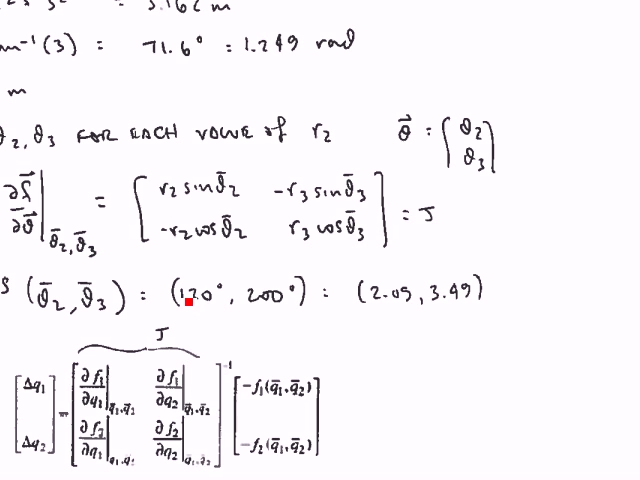 = 3.162 m
m⁻¹(3) = 71.6° = 1.249 rad
m
θ₂, θ₃ FOR EACH VALUE of r₂   θ⃗ = [θ₂ θ₃]
∂f⃗/∂θ⃗ |θ̄₂,θ̄₃ = [r₂ sin θ̄₂   -r₃ sin θ̄₃ ; -r₂ cos θ̄₂   r₃ cos θ̄₃] = J
S (θ̄₂, θ̄₃) = (120°, 200°) = (2.09, 3.49)
J
[Δq₁ ; Δq₂] = [∂f₁/∂q₁ |q̄₁,q̄₂   ∂f₁/∂q₂ |q̄₁,q̄₂ ; ∂f₂/∂q₁ |q̄₁,q̄₂   ∂f₂/∂q₂ |q̄₁,q̄₂]⁻¹ [-f₁(q̄₁,q̄₂) ; -f₂(q̄₁,q̄₂)]